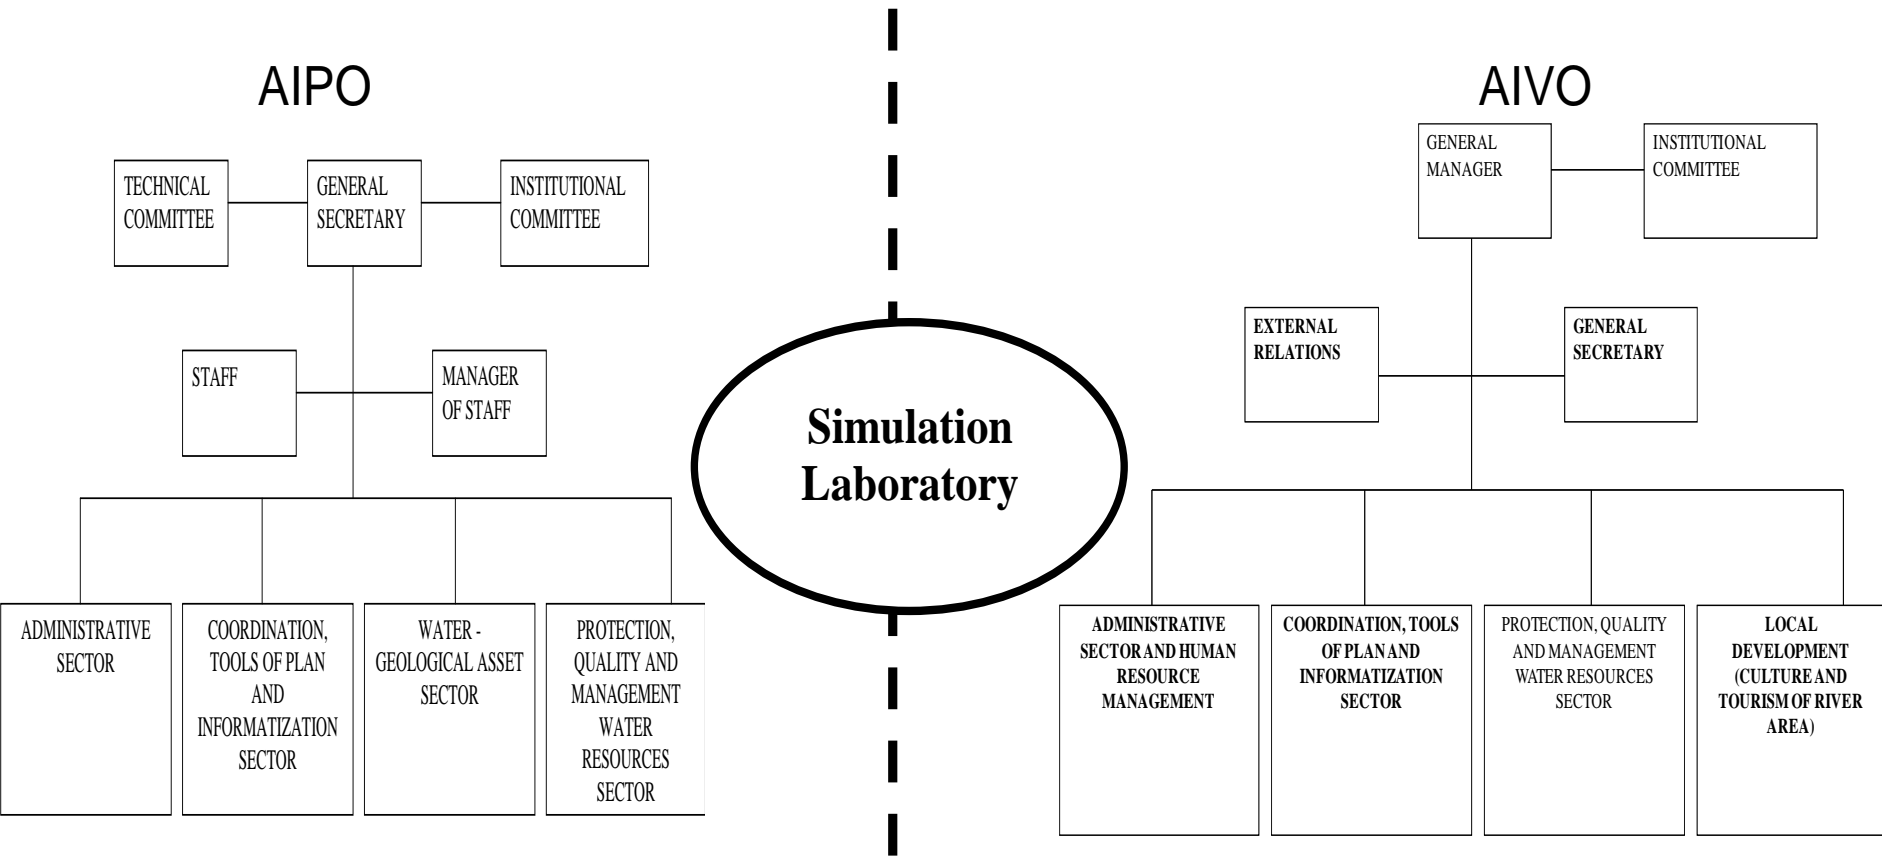 AIPO
TECHNICAL
COMMITTEE
GENERAL
SECRETARY
INSTITUTIONAL
COMMITTEE
STAFF
MANAGER
OF STAFF
ADMINISTRATIVE
SECTOR
COORDINATION,
TOOLS OF PLAN
AND
INFORMATIZATION
SECTOR
WATER -
GEOLOGICAL ASSET
SECTOR
PROTECTION,
QUALITY AND
MANAGEMENT
WATER
RESOURCES
SECTOR
Simulation
Laboratory
AIVO
GENERAL
MANAGER
INSTITUTIONAL
COMMITTEE
EXTERNAL
RELATIONS
GENERAL
SECRETARY
ADMINISTRATIVE
SECTOR AND HUMAN
RESOURCE
MANAGEMENT
COORDINATION, TOOLS
OF PLAN AND
INFORMATIZATION
SECTOR
PROTECTION, QUALITY
AND MANAGEMENT
WATER RESOURCES
SECTOR
LOCAL
DEVELOPMENT
(CULTURE AND
TOURISM OF RIVER
AREA)